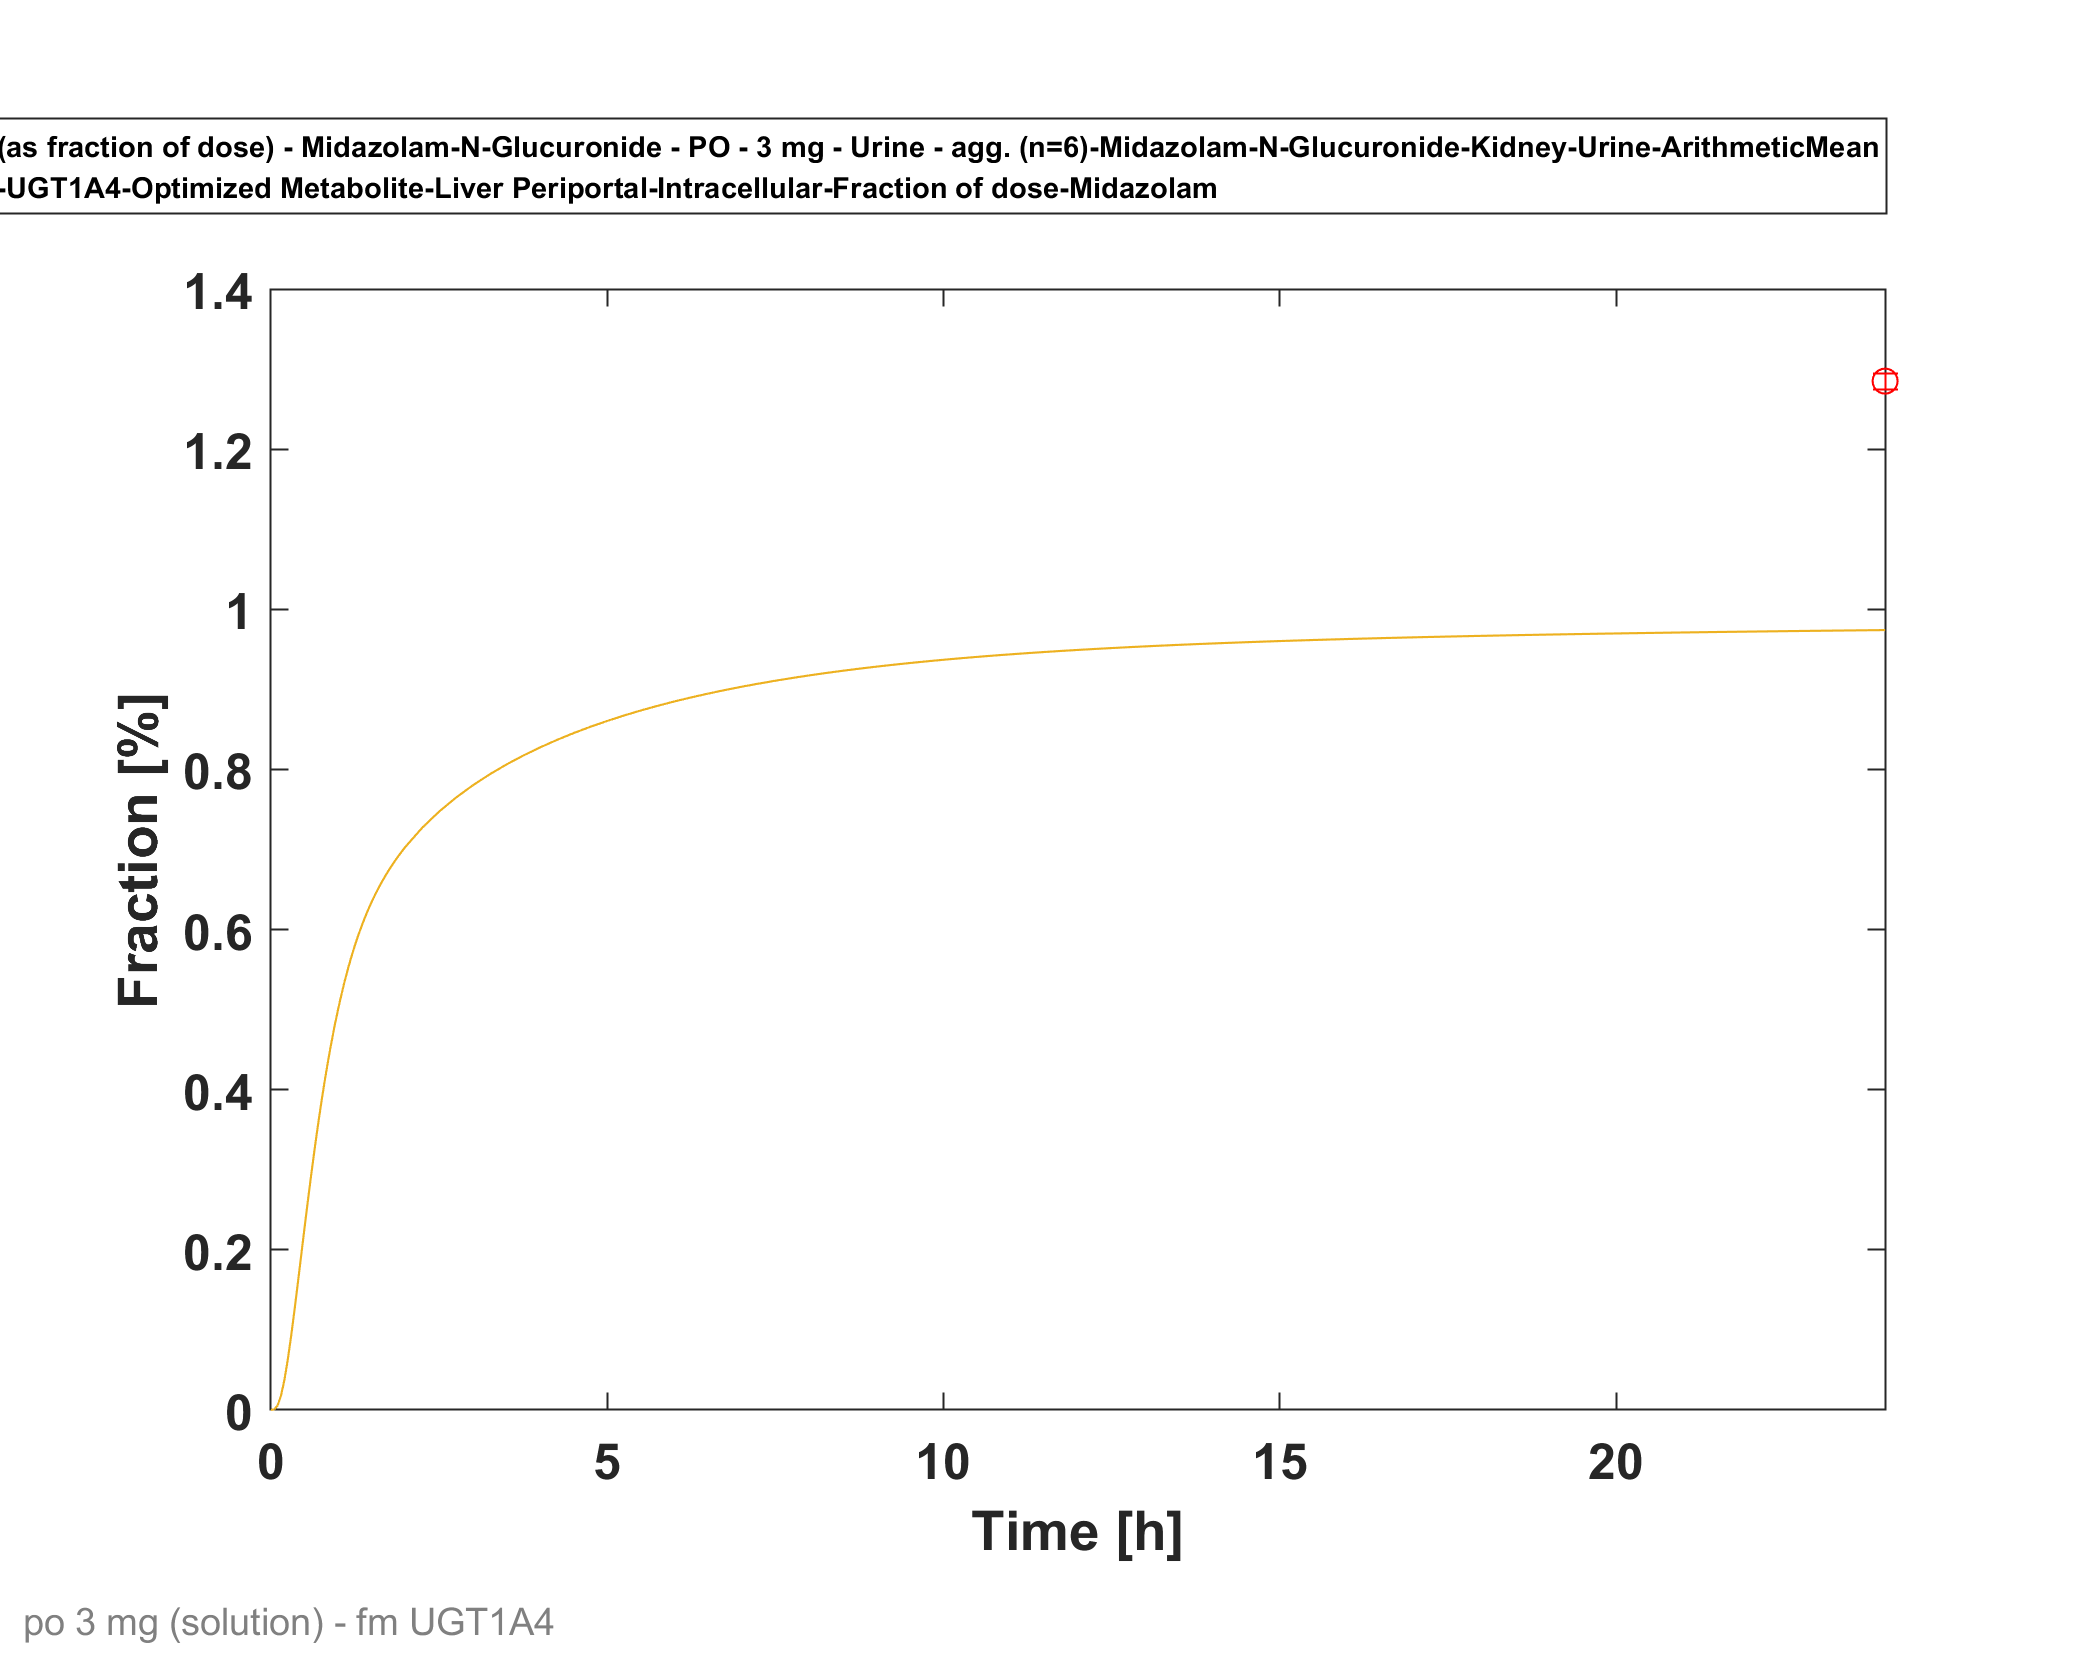 (as fraction of dose) - Midazolam-N-Glucuronide - PO - 3 mg - Urine - agg. (n=6)-Midazolam-N-Glucuronide-Kidney-Urine-ArithmeticMean
-UGT1A4-Optimized Metabolite-Liver Periportal-Intracellular-Fraction of dose-Midazolam
1.4
1.2
1
0.8
0.6
0.4
0.2
0
Fraction [%]
0 5 10 15 20
Time [h]
po 3 mg (solution) - fm UGT1A4